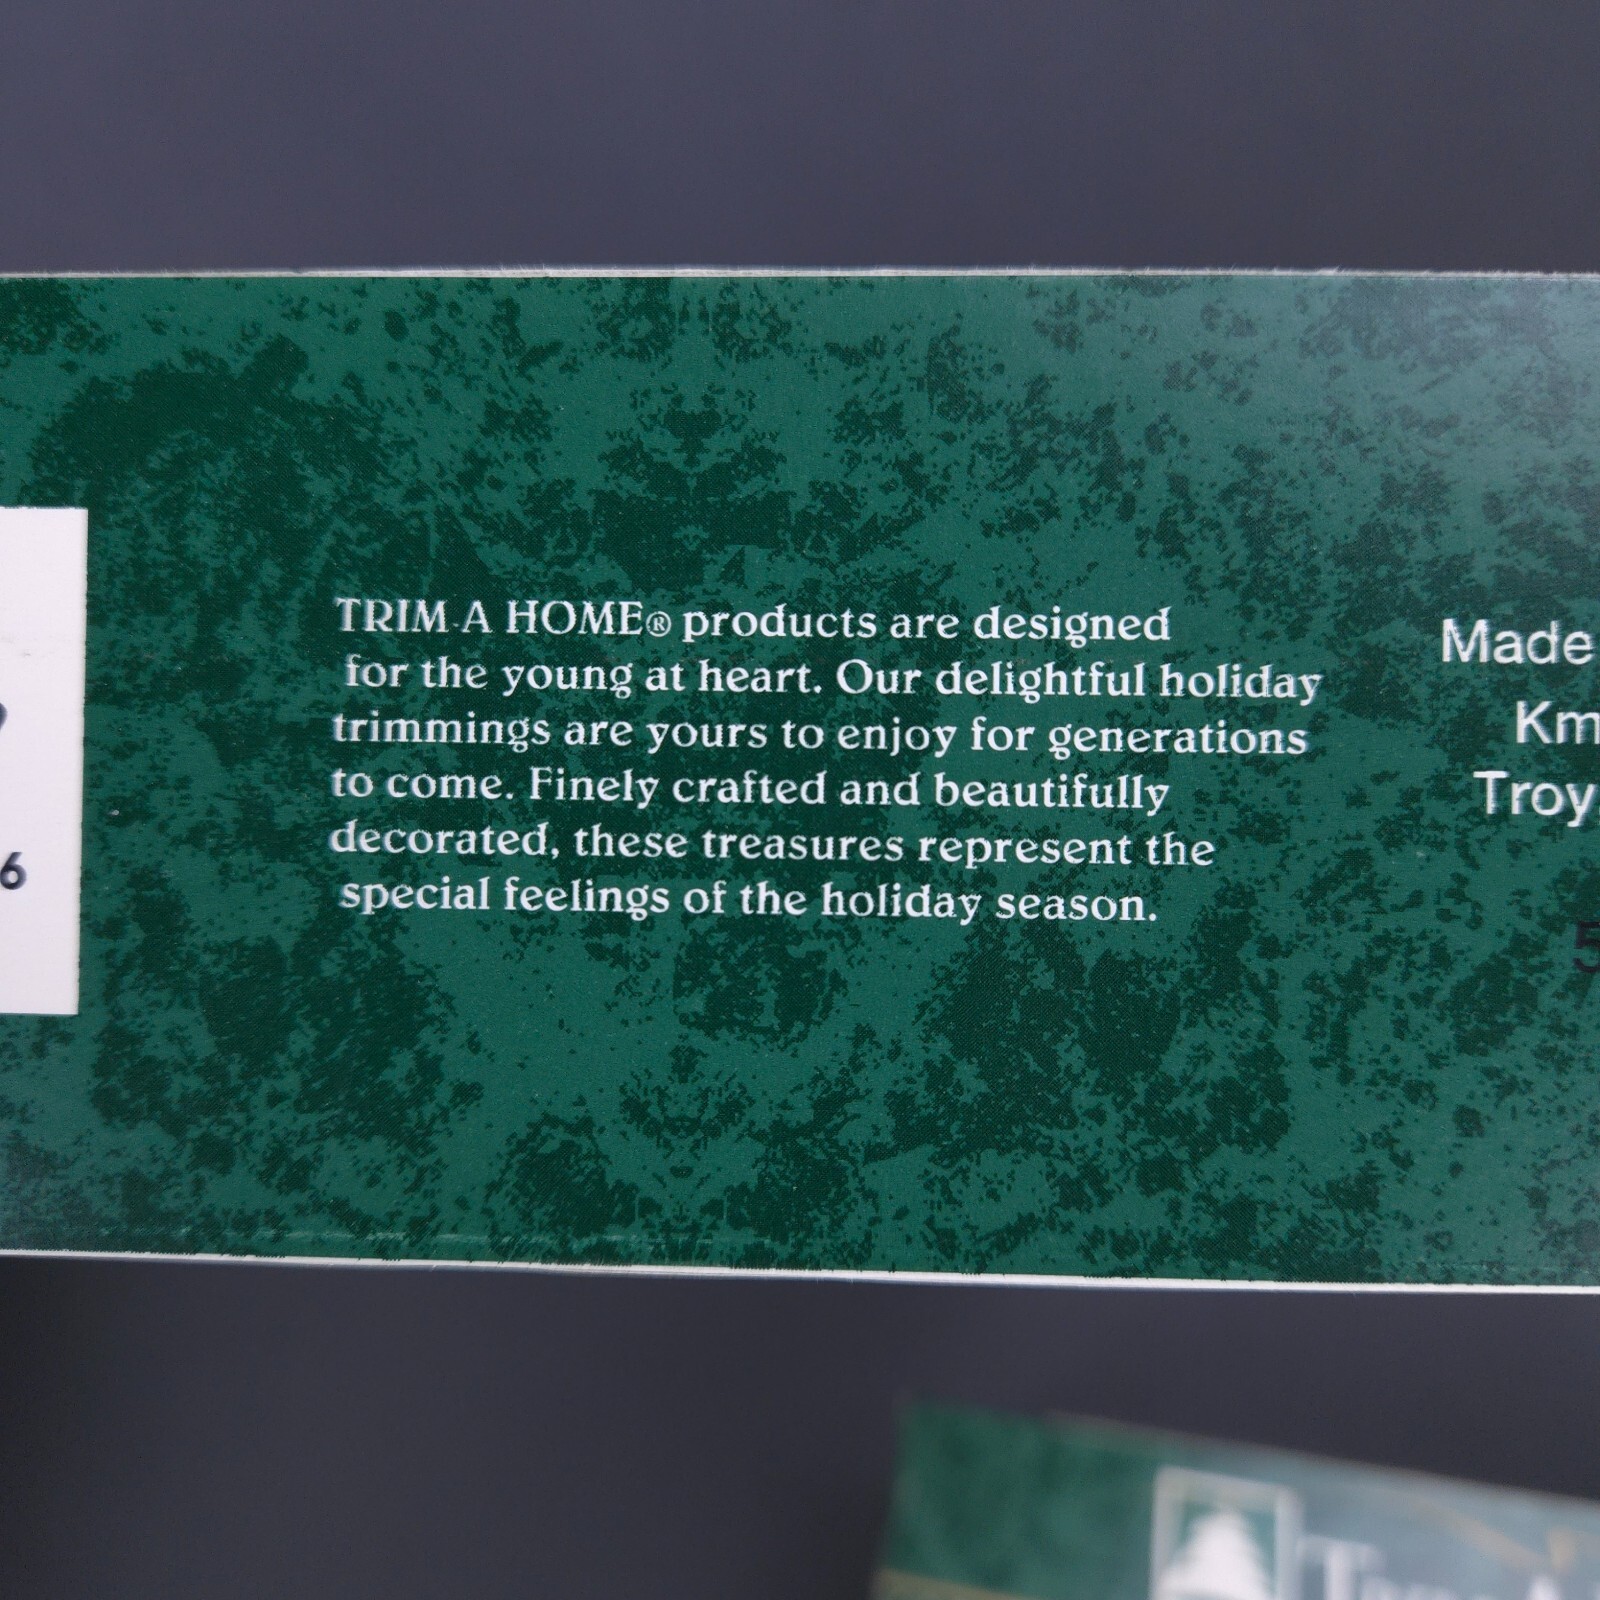 TRIM-A HOME® products are designed
for the young at heart. Our delightful holiday
trimmings are yours to enjoy for generations
to come. Finely crafted and beautifully
decorated, these treasures represent the
special feelings of the holiday season.
Made
Km
Troy
5
6